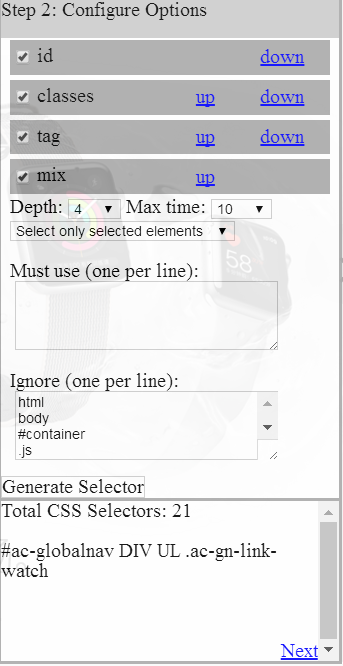 Step 2: Configure Options
id down
classes up down
tag up down
mix up
Depth: 4 Max time: 10
Select only selected elements
Must use (one per line):
Ignore (one per line):
html
body
#container
.js
Generate Selector
Total CSS Selectors: 21
#ac-globalnav DIV UL .ac-gn-link-
watch
Next